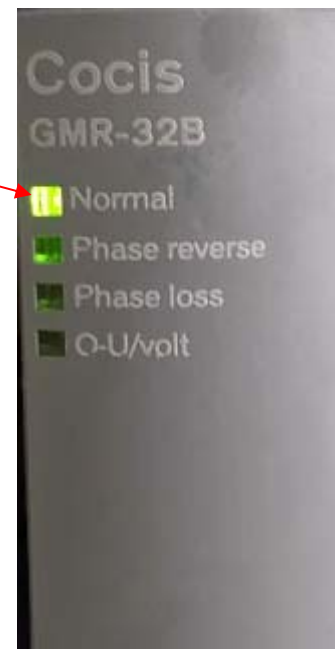 Cocis
GMR-32B
Normal
Phase reverse
Phase loss
O-U/volt